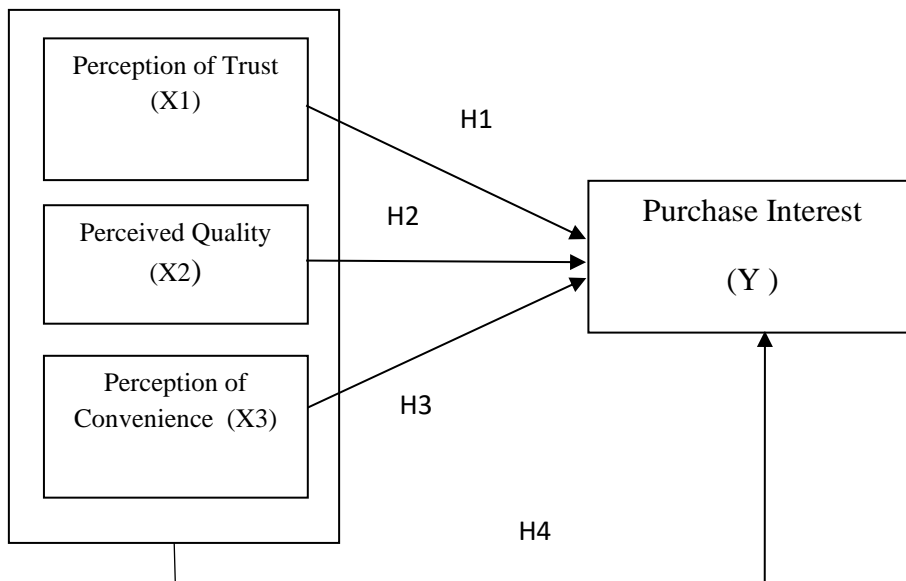 Perception of Trust
(X1)
H1
Perceived Quality
(X2)
H2
Purchase Interest
(Y )
Perception of
Convenience (X3)
H3
H4